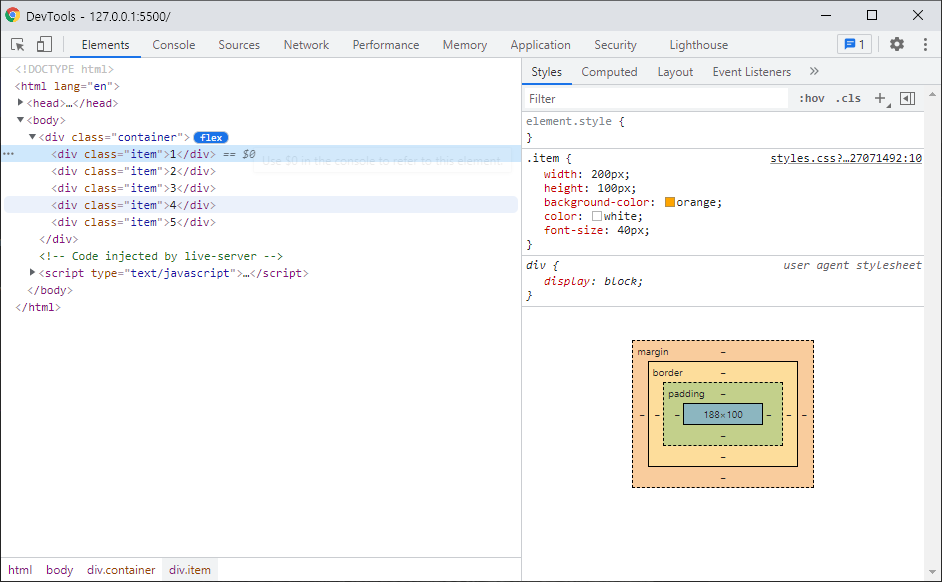 DevTools - 127.0.0.1:5500/
Elements Console Sources Network Performance Memory Application Security Lighthouse 1
<!DOCTYPE html>
<html lang="en">
<head>…</head>
<body>
<div class="container"> flex
<div class="item">1</div> == $0
Use $0 in the console to refer to this element.
<div class="item">2</div>
<div class="item">3</div>
<div class="item">4</div>
<div class="item">5</div>
</div>
<!-- Code injected by live-server -->
<script type="text/javascript">…</script>
</body>
</html>
html body div.container div.item
Styles Computed Layout Event Listeners »
Filter :hov .cls +
element.style {
}
.item { styles.css?…27071492:10
width: 200px;
height: 100px;
background-color: orange;
color: white;
font-size: 40px;
}
div { user agent stylesheet
display: block;
}
margin -
border -
padding -
- - - 188×100 - - -
-
-
-